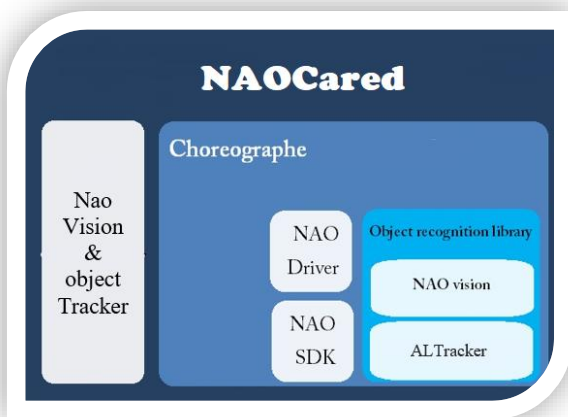 NAOCared
Nao
Vision
&
object
Tracker
Choreographe
NAO
Driver
NAO
SDK
Object recognition library
NAO vision
ALTracker